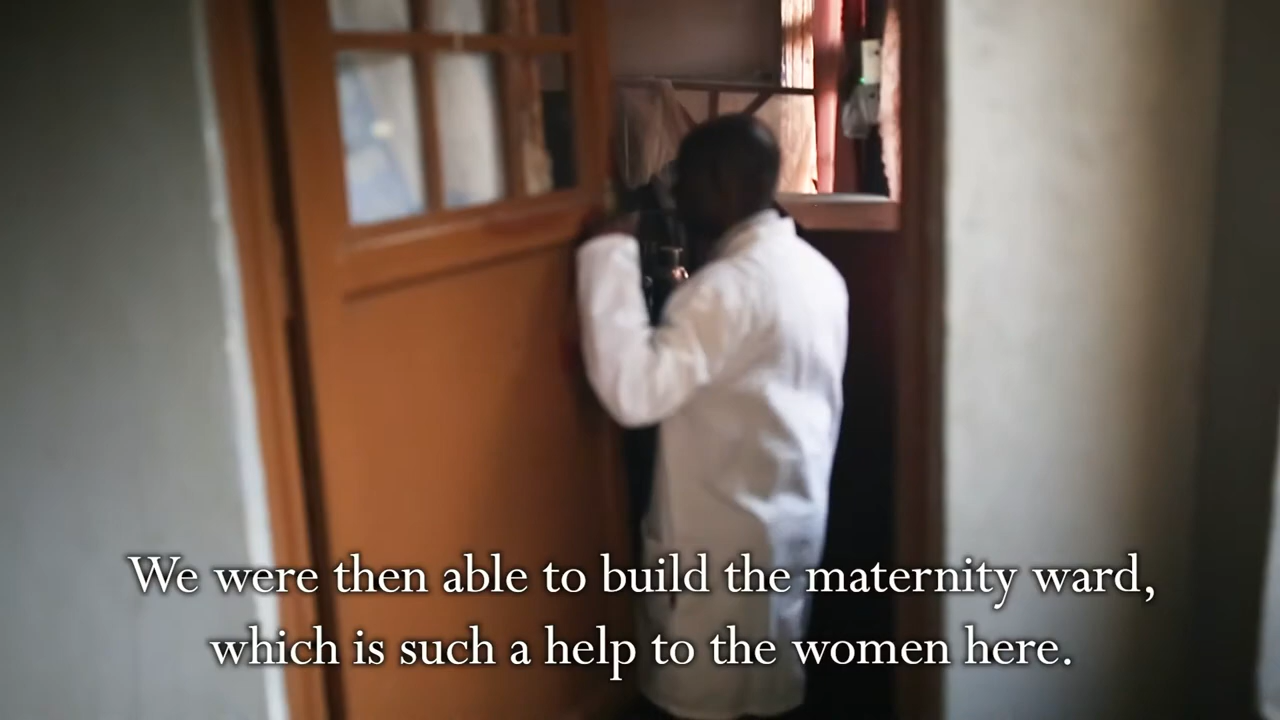 We were then able to build the maternity ward,
which is such a help to the women here.